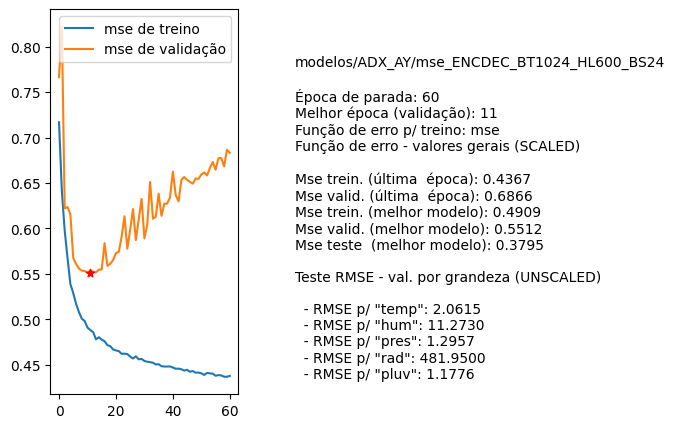 mse de treino
mse de validação
0.80
0.75
0.70
0.65
0.60
0.55
0.50
0.45
0
20
40
60
modelos/ADX_AY/mse_ENCDEC_BT1024_HL600_BS24
Época de parada: 60
Melhor época (validação): 11
Função de erro p/ treino: mse
Função de erro - valores gerais (SCALED)
Mse trein. (última  época): 0.4367
Mse valid. (última  época): 0.6866
Mse trein. (melhor modelo): 0.4909
Mse valid. (melhor modelo): 0.5512
Mse teste  (melhor modelo): 0.3795
Teste RMSE - val. por grandeza (UNSCALED)
- RMSE p/ "temp": 2.0615
- RMSE p/ "hum": 11.2730
- RMSE p/ "pres": 1.2957
- RMSE p/ "rad": 481.9500
- RMSE p/ "pluv": 1.1776